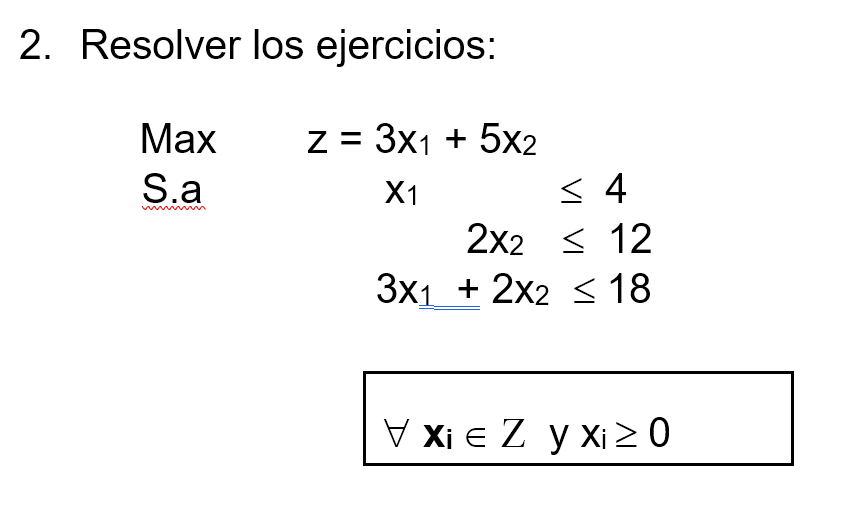 2. Resolver los ejercicios:
Max z = 3x1 + 5x2
S.a x1 ≤ 4
2x2 ≤ 12
3x1 + 2x2 ≤ 18
∀ xi ∈ Z y xi ≥ 0